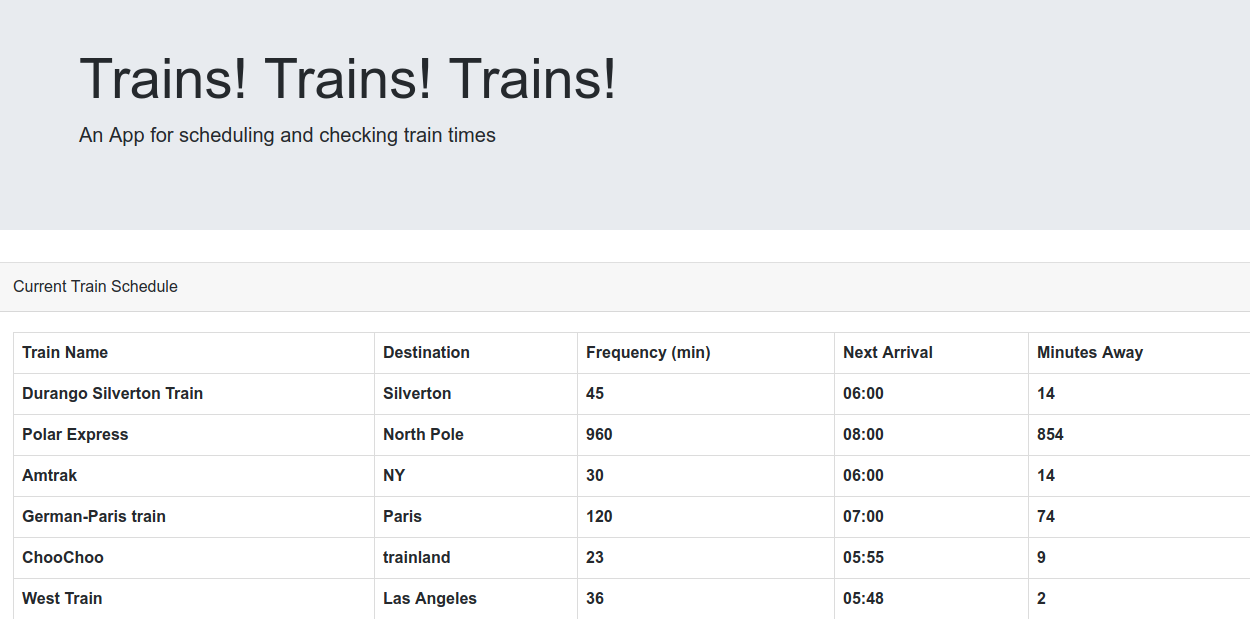 Trains! Trains! Trains!
An App for scheduling and checking train times
Current Train Schedule
Train Name Destination Frequency (min) Next Arrival Minutes Away
Durango Silverton Train Silverton 45 06:00 14
Polar Express North Pole 960 08:00 854
Amtrak NY 30 06:00 14
German-Paris train Paris 120 07:00 74
ChooChoo trainland 23 05:55 9
West Train Las Angeles 36 05:48 2